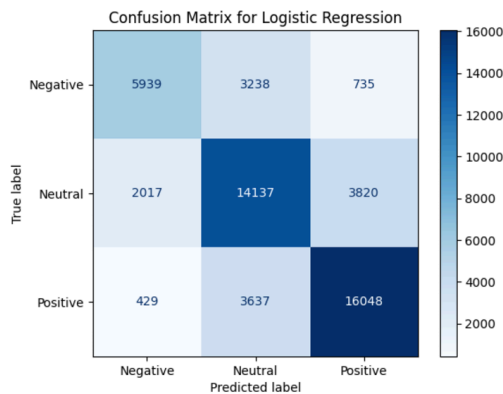 Confusion Matrix for Logistic Regression
16000
14000
12000
10000
8000
6000
4000
2000
True label
Negative 5939 3238 735
Neutral 2017 14137 3820
Positive 429 3637 16048
Negative Neutral Positive
Predicted label